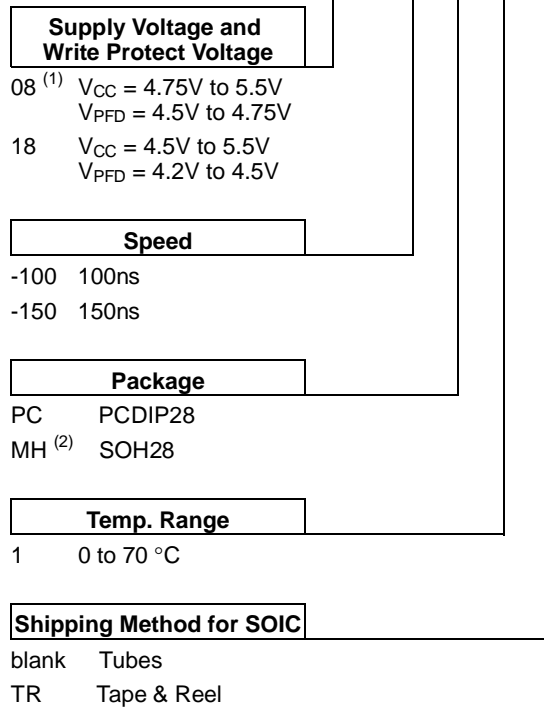 Supply Voltage and
Write Protect Voltage
08 (1) VCC = 4.75V to 5.5V
VPFD = 4.5V to 4.75V
18 VCC = 4.5V to 5.5V
VPFD = 4.2V to 4.5V
Speed
-100 100ns
-150 150ns
Package
PC PCDIP28
MH (2) SOH28
Temp. Range
1 0 to 70 °C
Shipping Method for SOIC
blank Tubes
TR Tape & Reel